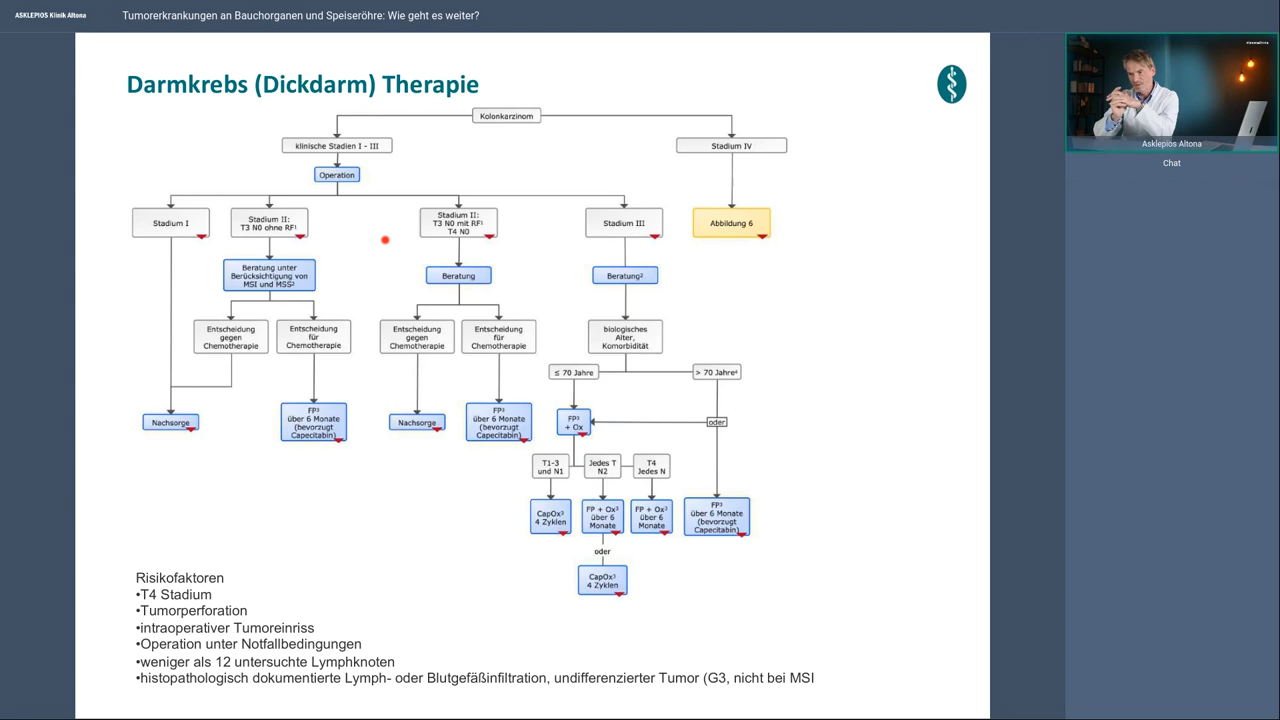 ASKLEPIOS Klinik Altona
Tumorerkrankungen an Bauchorganen und Speiseröhre: Wie geht es weiter?
Darmkrebs (Dickdarm) Therapie
Kolonkarzinom
klinische Stadien I - III
Stadium IV
Operation
Stadium I
Stadium II:
T3 N0 ohne RF¹
Stadium II:
T3 N0 mit RF¹
T4 N0
Stadium III
Abbildung 6
Beratung unter
Berücksichtigung von
MSI und MSS²
Beratung
Beratung²
Entscheidung
gegen
Chemotherapie
Entscheidung
für
Chemotherapie
Entscheidung
gegen
Chemotherapie
Entscheidung
für
Chemotherapie
biologisches
Alter,
Komorbidität
≤ 70 Jahre
> 70 Jahre⁴
Nachsorge
FP³
über 6 Monate
(bevorzugt
Capecitabin)
Nachsorge
FP³
über 6 Monate
(bevorzugt
Capecitabin)
FP³
+ Ox
oder
T1-3
und N1
Jedes T
N2
T4
Jedes N
CapOx³
4 Zyklen
FP + Ox³
über 6
Monate
FP + Ox³
über 6
Monate
FP³
über 6 Monate
(bevorzugt
Capecitabin)
oder
CapOx³
4 Zyklen
Risikofaktoren
•T4 Stadium
•Tumorperforation
•intraoperativer Tumoreinriss
•Operation unter Notfallbedingungen
•weniger als 12 untersuchte Lymphknoten
•histopathologisch dokumentierte Lymph- oder Blutgefäßinfiltration, undifferenzierter Tumor (G3, nicht bei MSI
Asklepios Altona
Chat